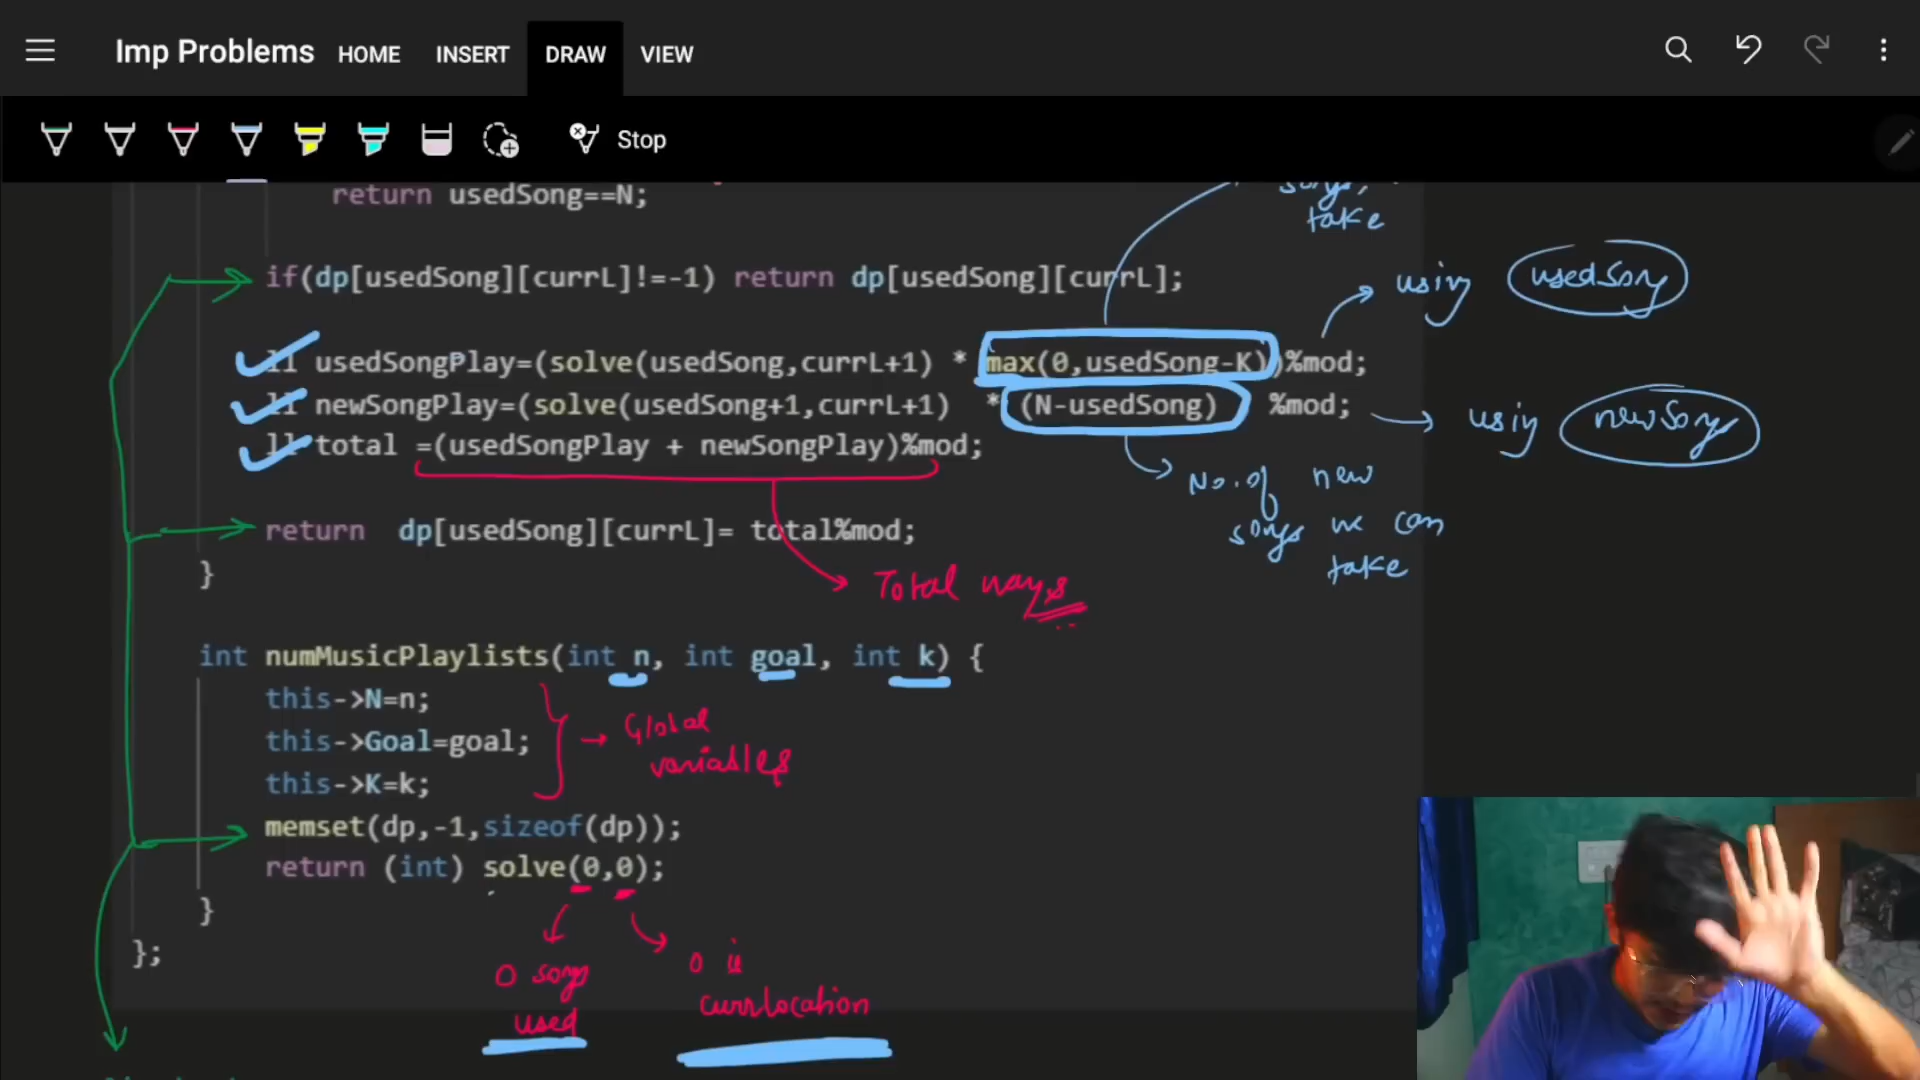 Imp Problems HOME INSERT DRAW VIEW
Stop
return usedSong==N;
take
if(dp[usedSong][currL]!=-1) return dp[usedSong][currL];
using usedSong
ll usedSongPlay=(solve(usedSong,currL+1) * max(0,usedSong-K))%mod;
ll newSongPlay=(solve(usedSong+1,currL+1) * (N-usedSong) %mod;
using newSong
ll total =(usedSongPlay + newSongPlay)%mod;
No. of new
songs we can
take
return dp[usedSong][currL]= total%mod;
}
Total ways
int numMusicPlaylists(int n, int goal, int k) {
this->N=n;
this->Goal=goal;
this->K=k;
Global
variables
memset(dp,-1,sizeof(dp));
return (int) solve(0,0);
}
};
0 song
used
0 is
currlocation